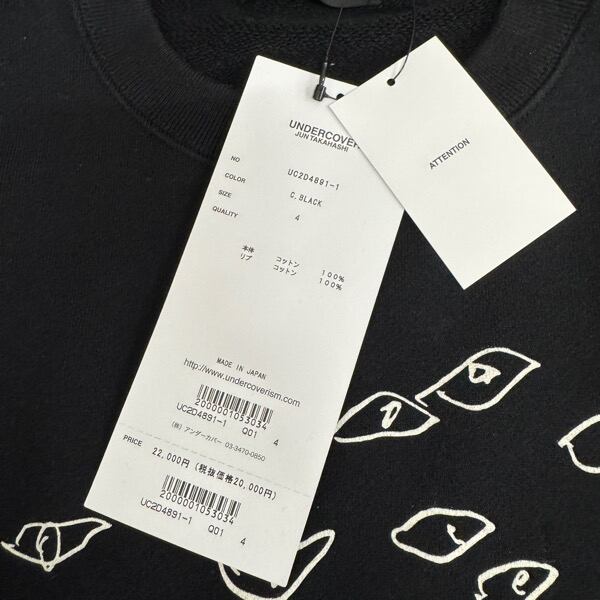 UNDERCOVER
JUN TAKAHASHI
NO UC2D4891-1
COLOR C.BLACK
SIZE 4
QUALITY
本体 コットン 100%
リブ コットン 100%
MADE IN JAPAN
http://www.undercoverism.com
2000001053034
UC2D4891-1 Q01 4
(株) アンダーカバー 03-3470-0850
PRICE 22,000円 (税抜価格20,000円)
2000001053034
UC2D4891-1 Q01 4
ATTENTION